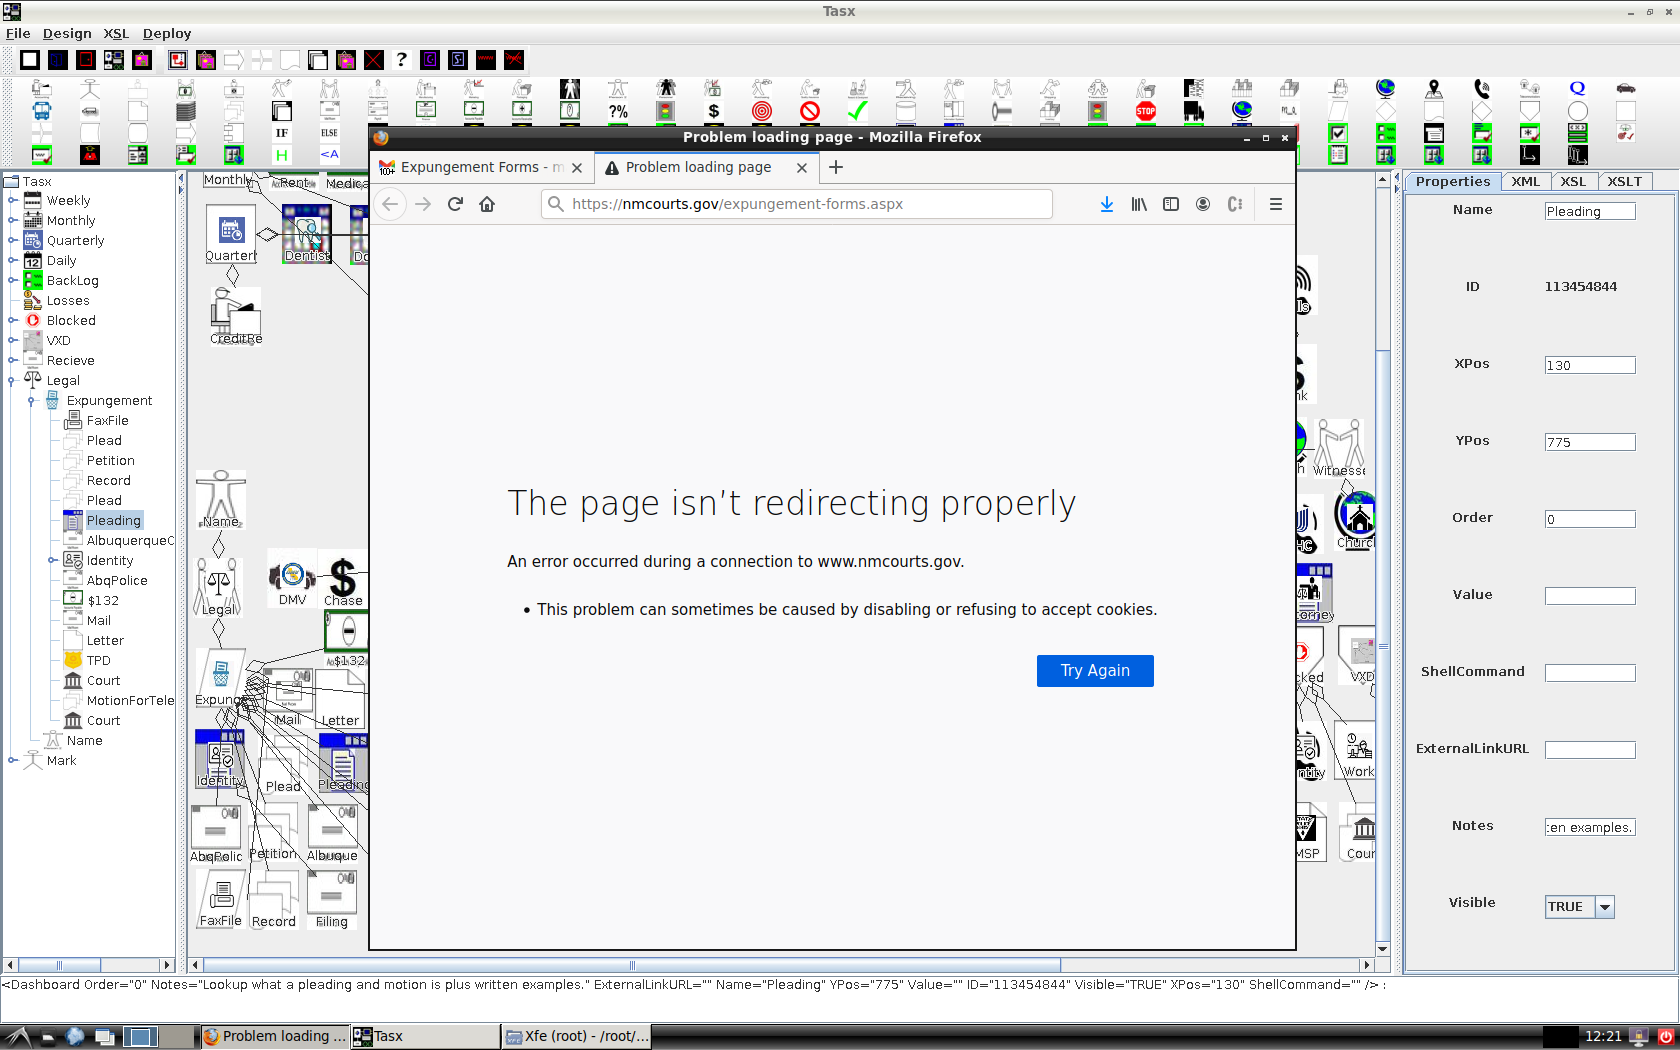 Tasx
File Design XSL Deploy
IF ELSE
?% $ STOP
H <A
Problem loading page - Mozilla Firefox
Expungement Forms - m
Problem loading page
https://nmcourts.gov/expungement-forms.aspx
The page isn't redirecting properly
An error occurred during a connection to www.nmcourts.gov.
• This problem can sometimes be caused by disabling or refusing to accept cookies.
Try Again
Tasx
Weekly
Monthly
Quarterly
Daily
BackLog
Losses
Blocked
VXD
Recieve
Legal
Expungement
FaxFile
Plead
Petition
Record
Plead
Pleading
AlbuquerqueC
Identity
AbqPolice
$132
Mail
Letter
TPD
Court
MotionForTele
Court
Name
Mark
Monthly
Quarterl
Dentist
CreditRe
Name
Legal
DMV
Chase
$132
Expung
Mail
Letter
Identity
Plead
Pleading
AbqPolic
Petition
Albuque
FaxFile
Record
Filing
Witnesse
Church
VXD
Work
MSP
Cour
Properties XML XSL XSLT
Name Pleading
ID 113454844
XPos 130
YPos 775
Order 0
Value
ShellCommand
ExternalLinkURL
Notes ten examples.
Visible TRUE
<Dashboard Order="0" Notes="Lookup what a pleading and motion is plus written examples." ExternalLinkURL="" Name="Pleading" YPos="775" Value="" ID="113454844" Visible="TRUE" XPos="130" ShellCommand="" /> :
Problem loading ...
Tasx
Xfe (root) - /root/...
12:21